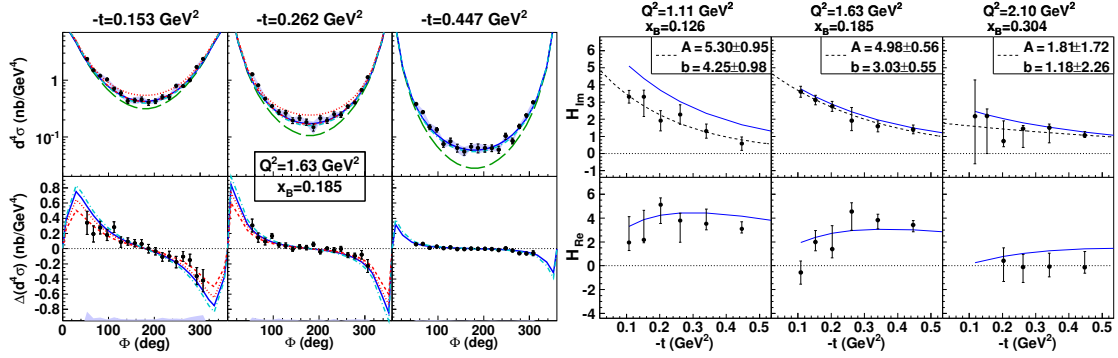 -t=0.153 GeV²
-t=0.262 GeV²
-t=0.447 GeV²
d⁴σ (nb/GeV⁴)
1
10⁻¹
Q²=1.63 GeV²
x_B=0.185
Δ(d⁴σ) (nb/GeV⁴)
0.8
0.6
0.4
0.2
0
-0.2
-0.4
-0.6
-0.8
0 100 200 300
100 200 300
100 200 300
Φ (deg)
Φ (deg)
Φ (deg)
Q²=1.11 GeV²
x_B=0.126
Q²=1.63 GeV²
x_B=0.185
Q²=2.10 GeV²
x_B=0.304
A = 5.30±0.95
b = 4.25±0.98
A = 4.98±0.56
b = 3.03±0.55
A = 1.81±1.72
b = 1.18±2.26
H_Im
6
5
4
3
2
1
0
-1
H_Re
6
4
2
0
-2
-4
0.1 0.2 0.3 0.4 0.5
0.1 0.2 0.3 0.4 0.5
0.1 0.2 0.3 0.4 0.5
-t (GeV²)
-t (GeV²)
-t (GeV²)